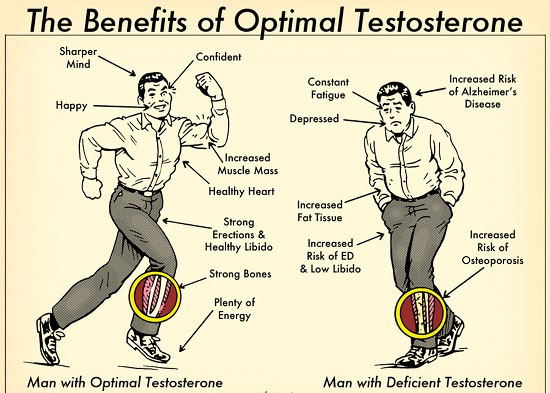 The Benefits of Optimal Testosterone
Sharper
Mind
Confident
Happy
Increased
Muscle Mass
Healthy Heart
Strong
Erections &
Healthy Libido
Strong Bones
Plenty of
Energy
Man with Optimal Testosterone
Constant
Fatigue
Increased Risk
of Alzheimer's
Disease
Depressed
Increased
Fat Tissue
Increased
Risk of ED
& Low Libido
Increased
Risk of
Osteoporosis
Man with Deficient Testosterone